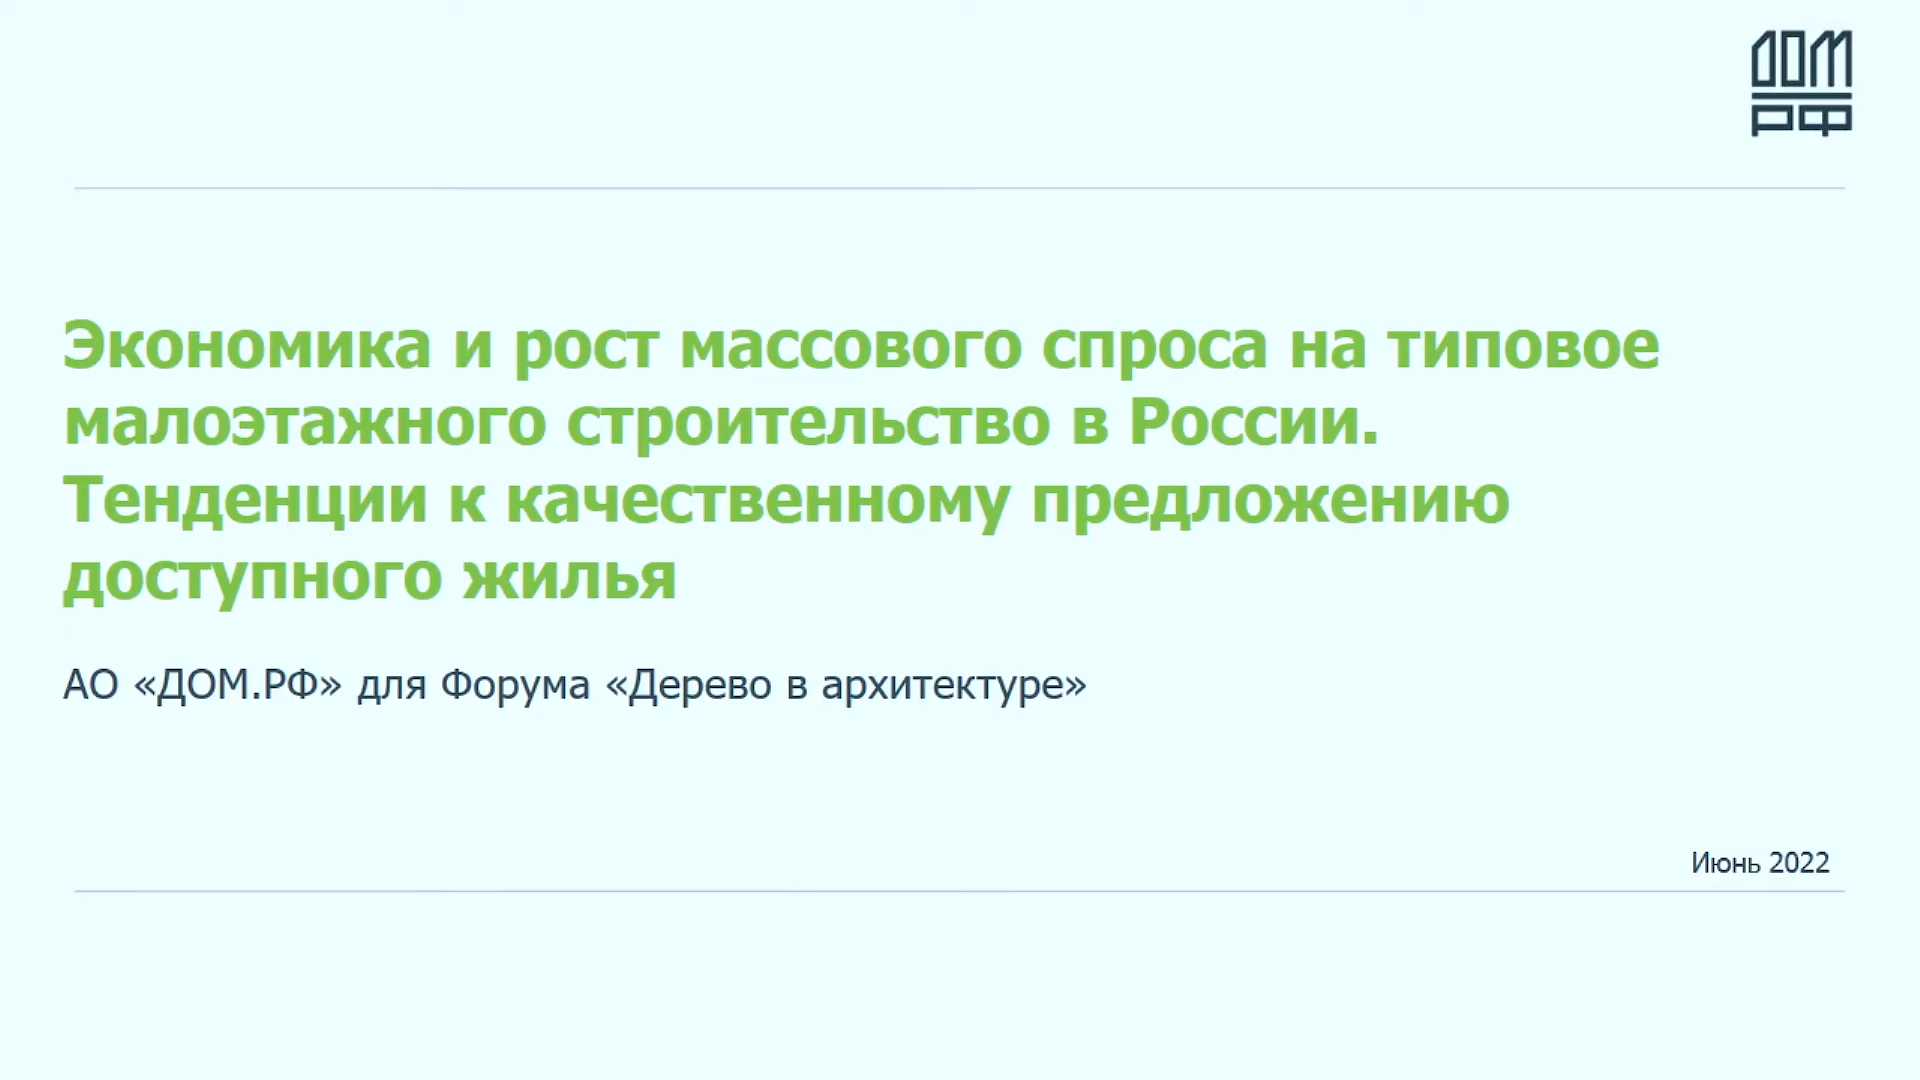 ДОМ
РФ
Экономика и рост массового спроса на типовое
малоэтажного строительство в России.
Тенденции к качественному предложению
доступного жилья
АО «ДОМ.РФ» для Форума «Дерево в архитектуре»
Июнь 2022